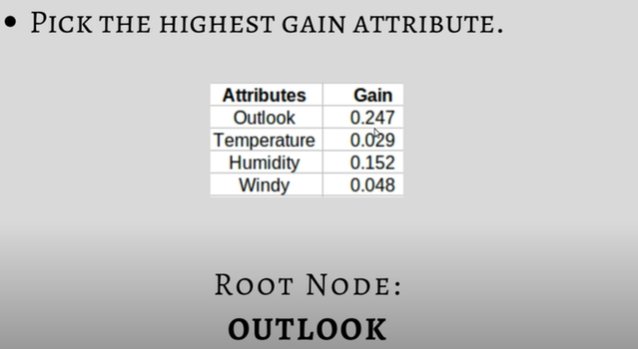 • PICK THE HIGHEST GAIN ATTRIBUTE.
Attributes Gain
Outlook 0.247
Temperature 0.029
Humidity 0.152
Windy 0.048
ROOT NODE:
OUTLOOK